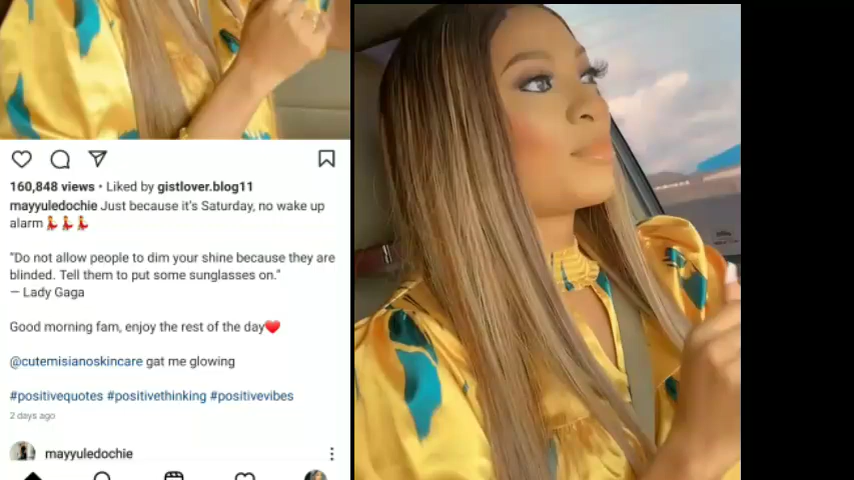 160,848 views • Liked by gistlover.blog11
mayyuledochie Just because it's Saturday, no wake up
alarm💃💃💃
"Do not allow people to dim your shine because they are
blinded. Tell them to put some sunglasses on."
— Lady Gaga
Good morning fam, enjoy the rest of the day❤️
@cutemisianoskincare gat me glowing
#positivequotes #positivethinking #positivevibes
2 days ago
mayyuledochie